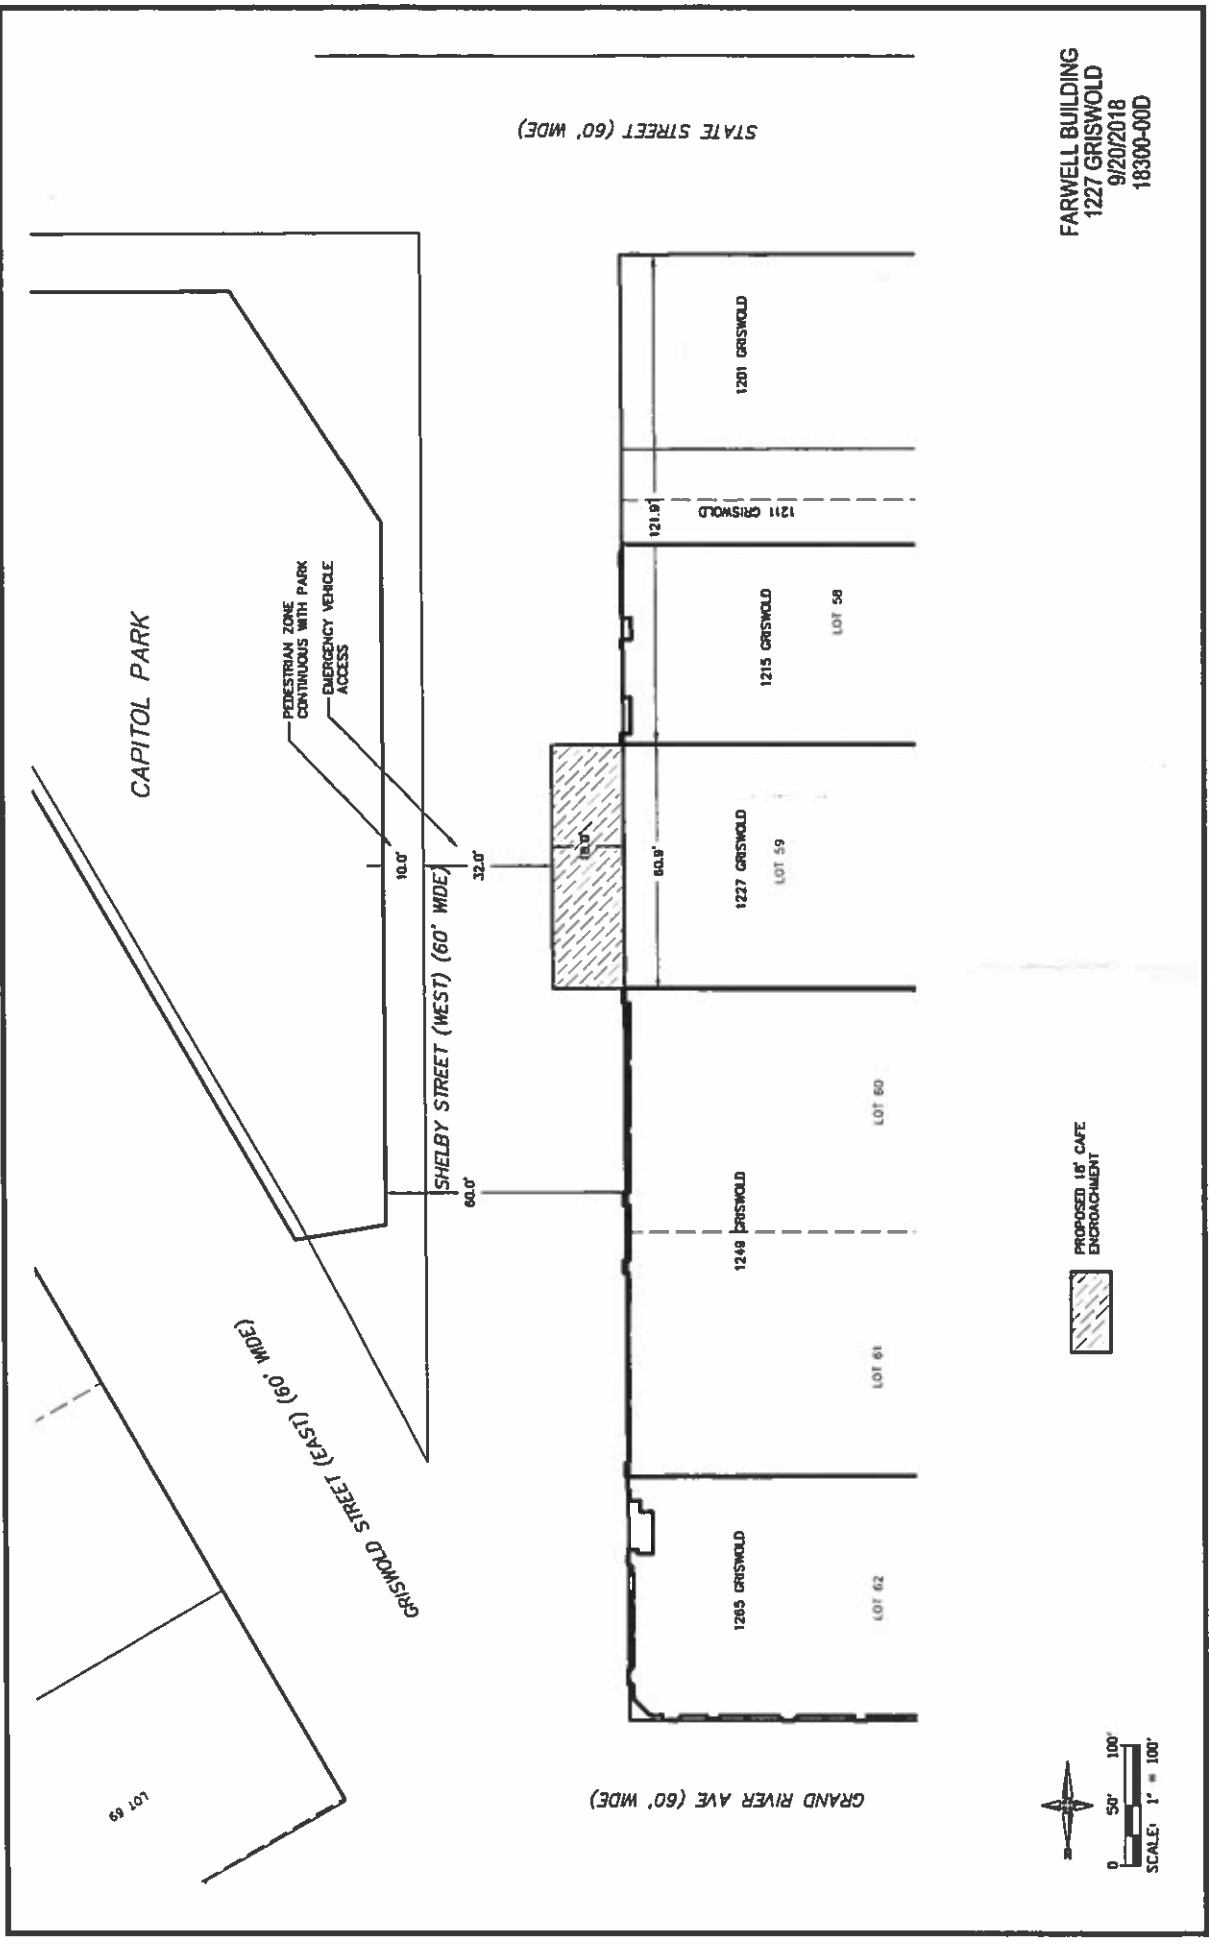 STATE STREET (60' WIDE)
FARWELL BUILDING
1227 GRISWOLD
9/20/2018
18300-00D
CAPITOL PARK
PEDESTRIAN ZONE
CONTINUOUS WITH PARK
EMERGENCY VEHICLE
ACCESS
10.0'
32.0'
18.0'
SHELBY STREET (WEST) (60' WIDE)
60.0'
121.9'
60.9'
1201 GRISWOLD
1211 GRISWOLD
1215 GRISWOLD
LOT 58
1227 GRISWOLD
LOT 59
LOT 60
1249 GRISWOLD
LOT 61
1265 GRISWOLD
LOT 62
GRISWOLD STREET (EAST) (60' WIDE)
LOT 69
GRAND RIVER AVE (60' WIDE)
PROPOSED 18' CAFE
ENCROACHMENT
0 50' 100'
SCALE: 1" = 100'